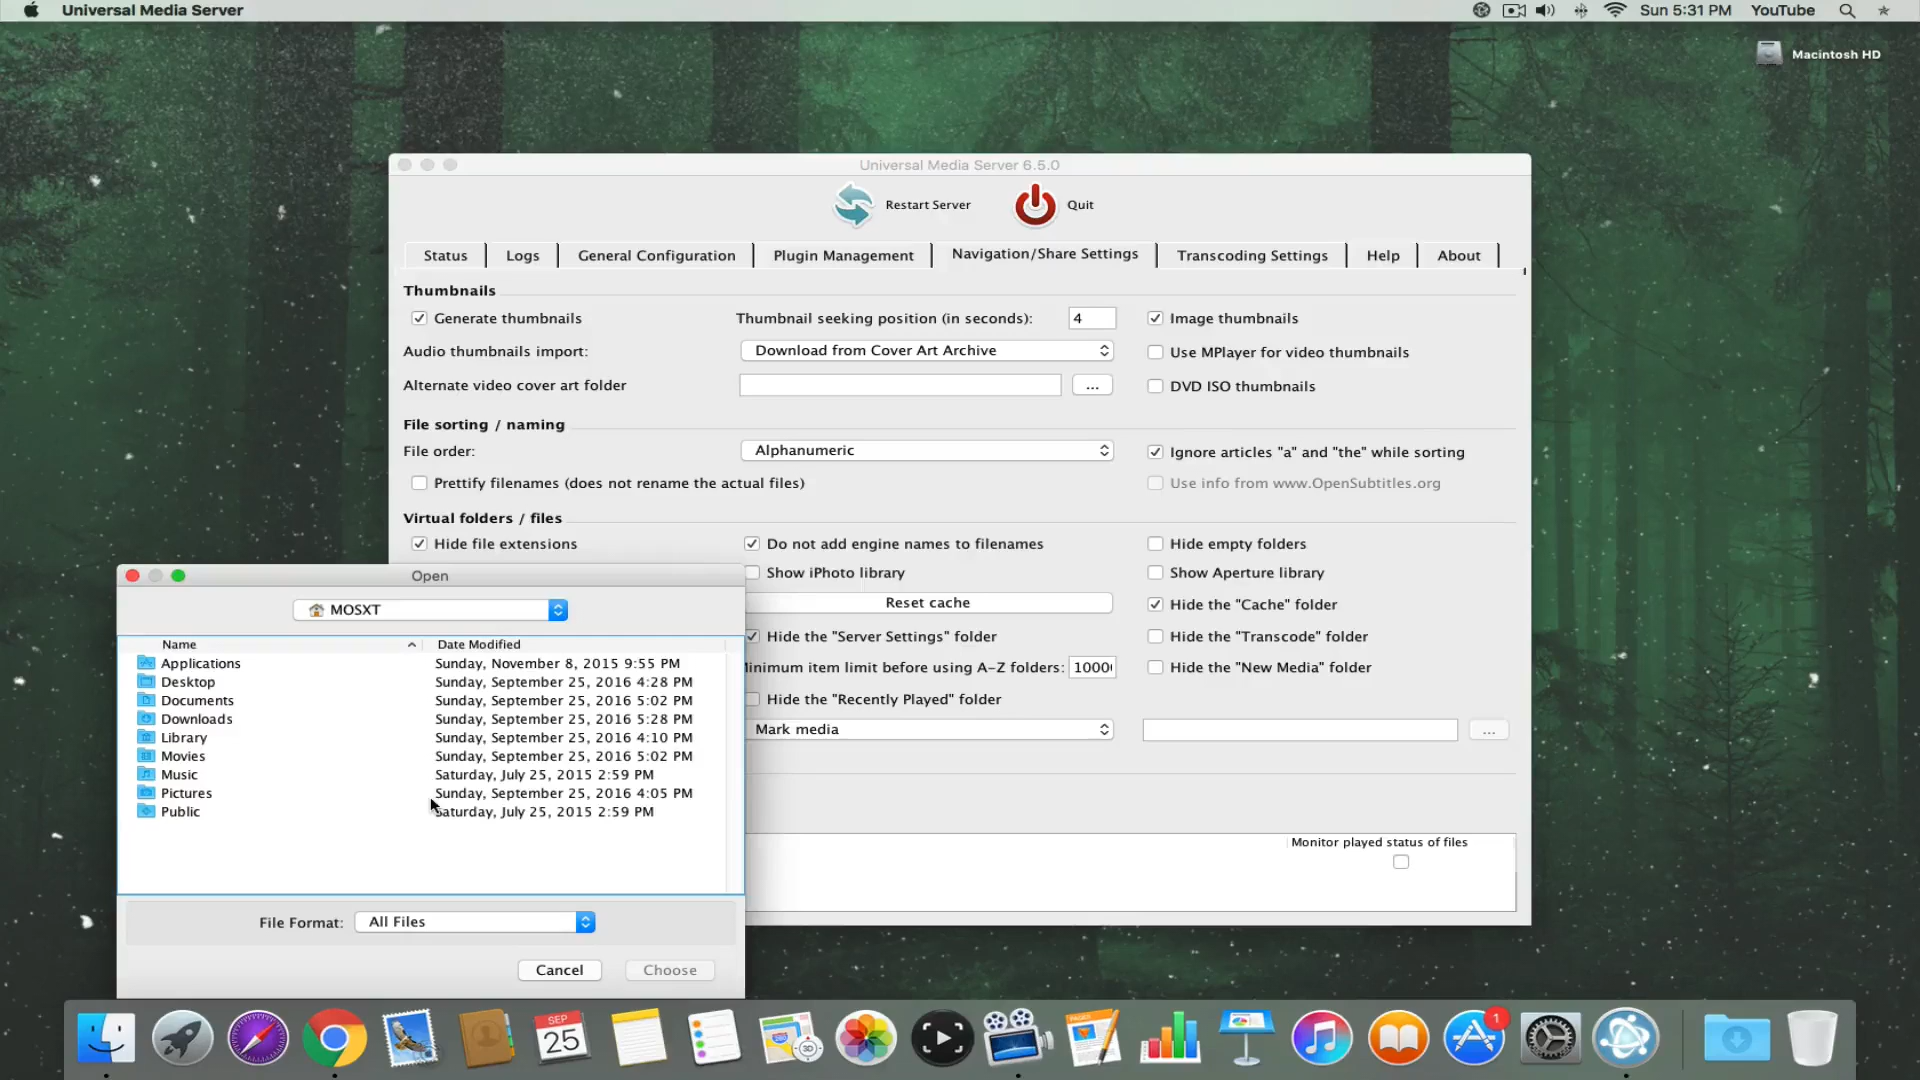 Universal Media Server
Sun 5:31 PM YouTube
Macintosh HD
Universal Media Server 6.5.0
Restart Server
Quit
Status
Logs
General Configuration
Plugin Management
Navigation/Share Settings
Transcoding Settings
Help
About
Thumbnails
Generate thumbnails
Thumbnail seeking position (in seconds): 4
Image thumbnails
Audio thumbnails import: Download from Cover Art Archive
Use MPlayer for video thumbnails
Alternate video cover art folder ...
DVD ISO thumbnails
File sorting / naming
File order: Alphanumeric
Ignore articles "a" and "the" while sorting
Prettify filenames (does not rename the actual files)
Use info from www.OpenSubtitles.org
Virtual folders / files
Hide file extensions
Do not add engine names to filenames
Hide empty folders
Show iPhoto library
Show Aperture library
Reset cache
Hide the "Cache" folder
Hide the "Server Settings" folder
Hide the "Transcode" folder
item limit before using A-Z folders:
Hide the "New Media" folder
Hide the "Recently Played" folder
Mark media
...
Monitor played status of files
Open
MOSXT
Name Date Modified
Applications Sunday, November 8, 2015 9:55 PM
Desktop Sunday, September 25, 2016 4:28 PM
Documents Sunday, September 25, 2016 5:02 PM
Downloads Sunday, September 25, 2016 5:28 PM
Library Sunday, September 25, 2016 4:10 PM
Movies Sunday, September 25, 2016 5:02 PM
Music Saturday, July 25, 2015 2:59 PM
Pictures Sunday, September 25, 2016 4:05 PM
Public Saturday, July 25, 2015 2:59 PM
File Format: All Files
Cancel
Choose
SEP
25
PAGES
3D
1